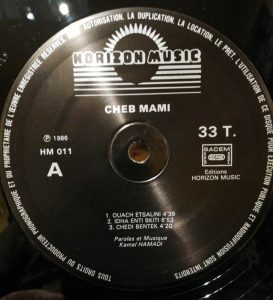 HORIZON MUSIC
CHEB MAMI
℗ 1986
HM 011
A
33 T.
SACEM
Editions
HORIZON MUSIC
1. OUACH ETSALINI 4'39
2. IDHA ENTI BKITI 6'53
3. CHEDI BENTEK 4'20
Paroles et Musique
Kamal HAMADI
TOUS DROITS DU PRODUCTEUR PHONOGRAPHIQUE ET DU PROPRIETAIRE DE L'ŒUVRE ENREGISTREE RESERVES. SAUF AUTORISATION, LA DUPLICATION, LA LOCATION, LE PRET, L'UTILISATION DE CE DISQUE POUR EXECUTION PUBLIQUE ET RADIODIFFUSION SONT INTERDITS.